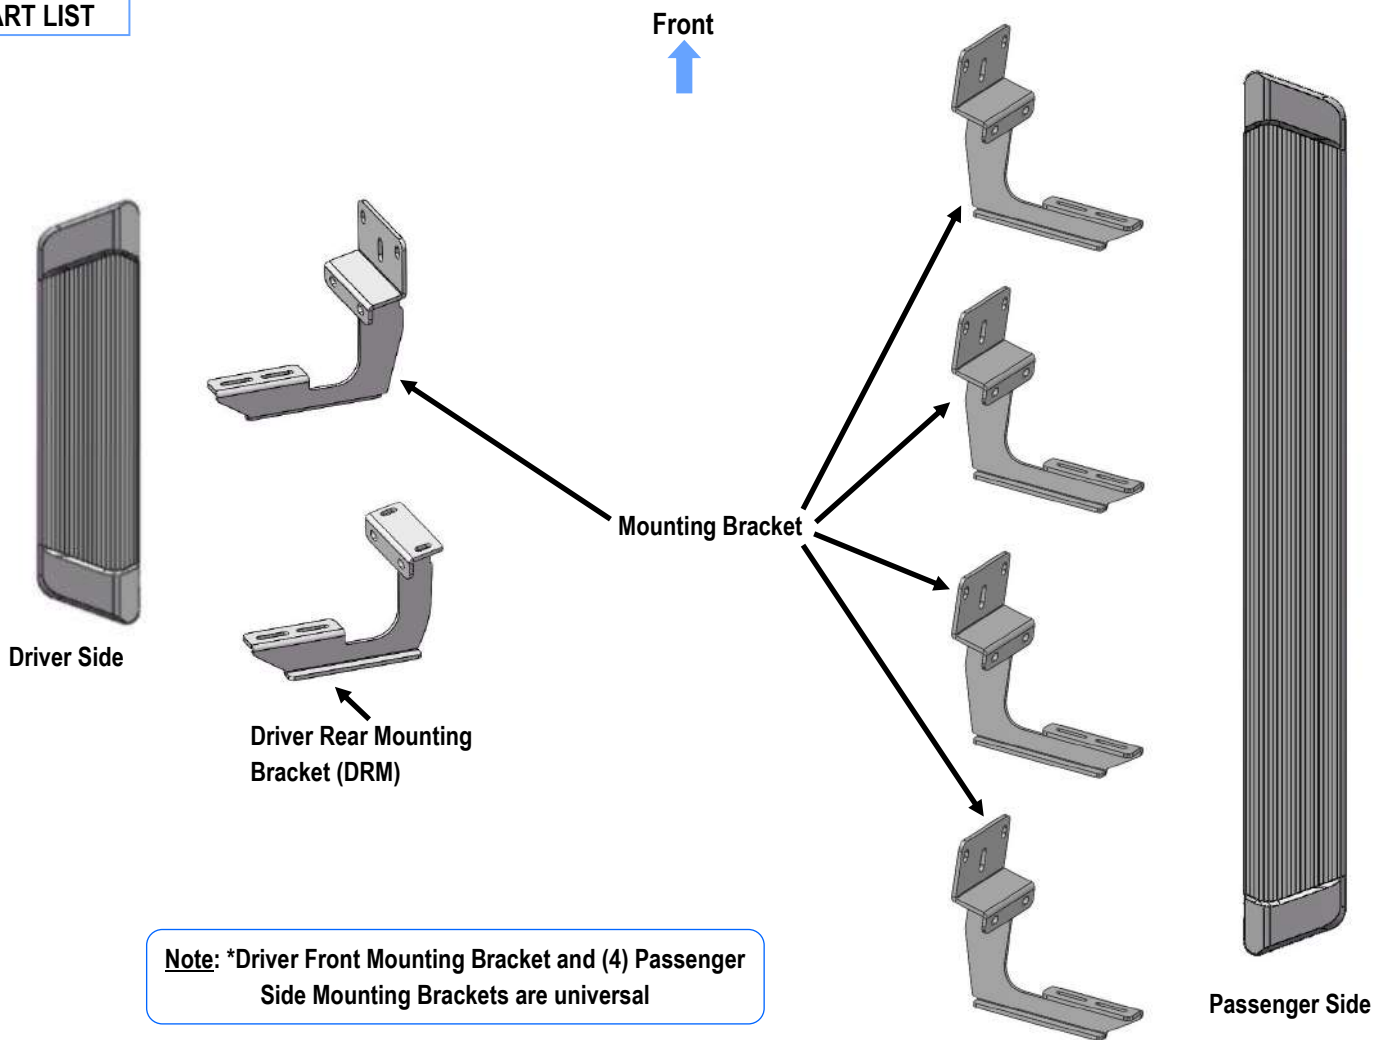 ART LIST
Front
Mounting Bracket
Driver Side
Driver Rear Mounting
Bracket (DRM)
Note: *Driver Front Mounting Bracket and (4) Passenger
Side Mounting Brackets are universal
Passenger Side